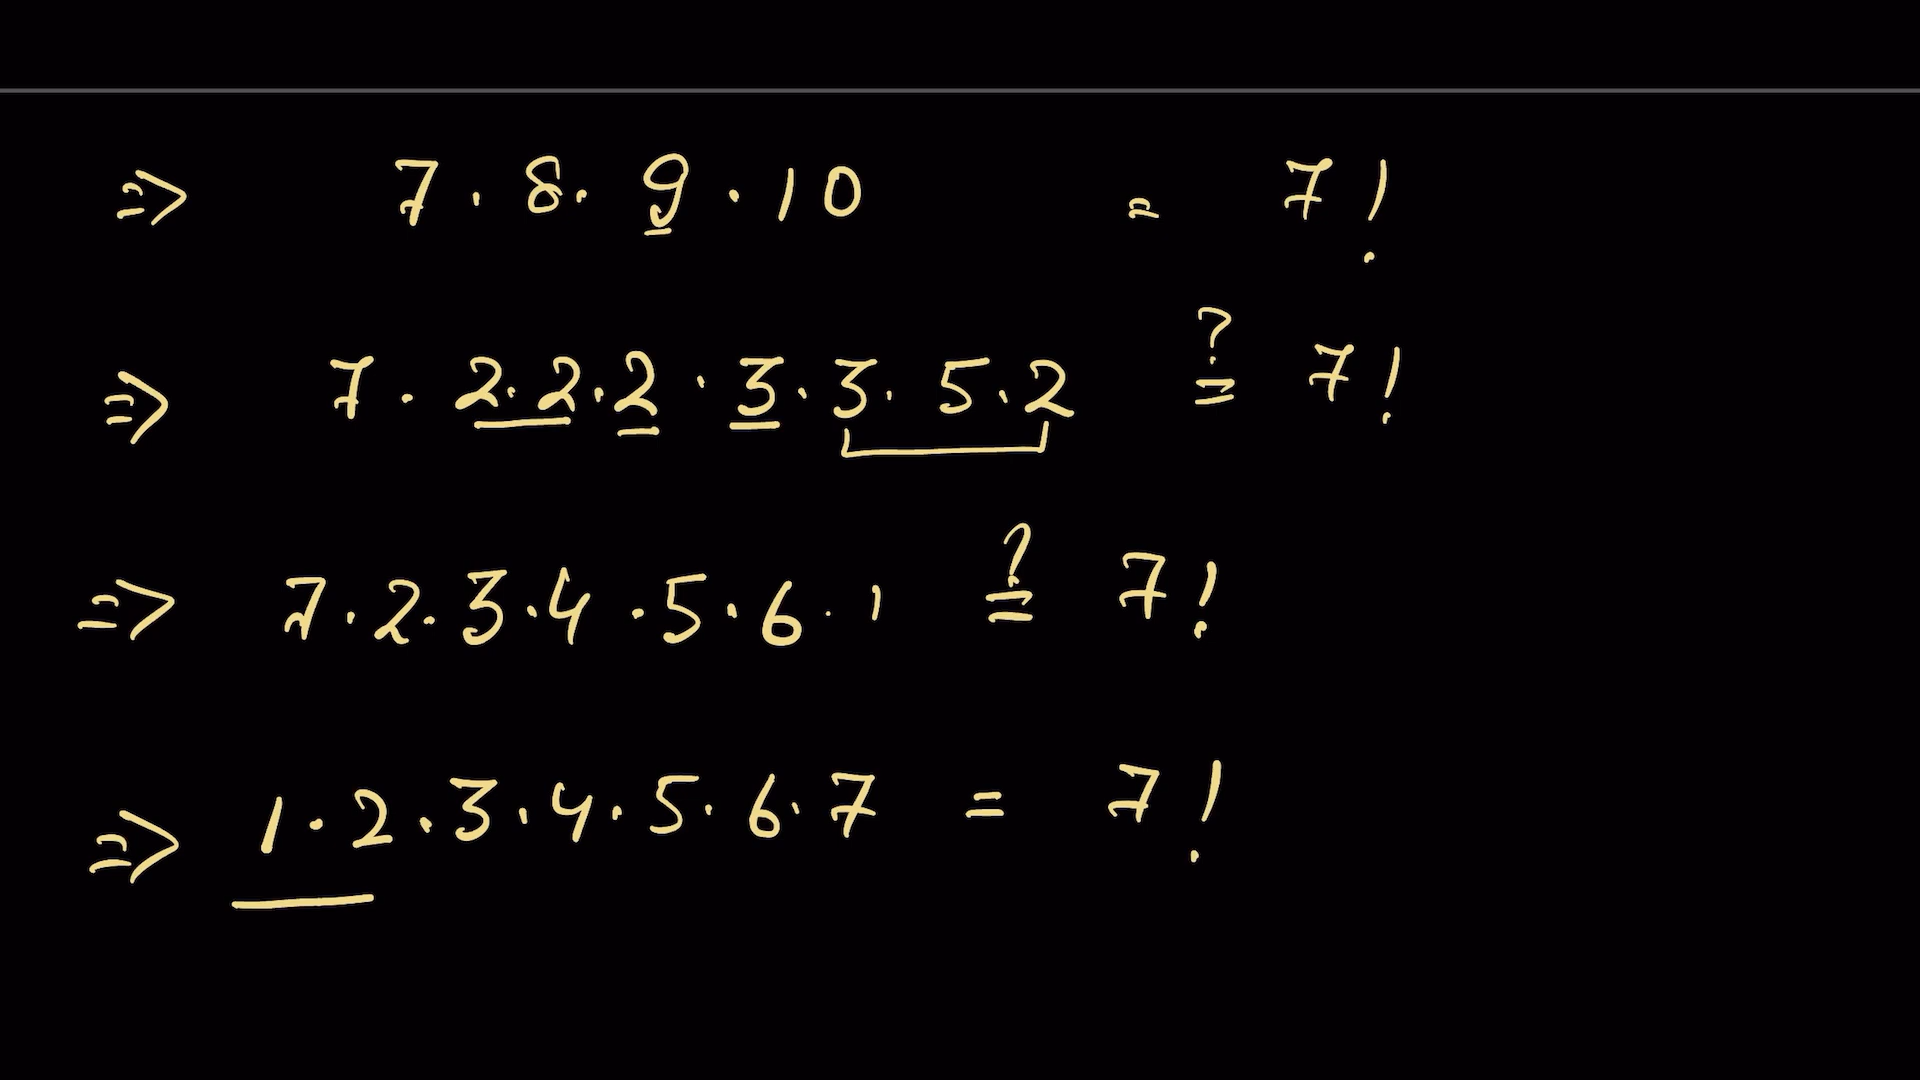 ⇒ 7 . 8 . 9 . 10 = 7!
⇒ 7 . 2 . 2 . 2 . 3 . 3 . 5 . 2 ?= 7!
⇒ 7 . 2 . 3 . 4 . 5 . 6 . 1 ?= 7!
⇒ 1 . 2 . 3 . 4 . 5 . 6 . 7 = 7!